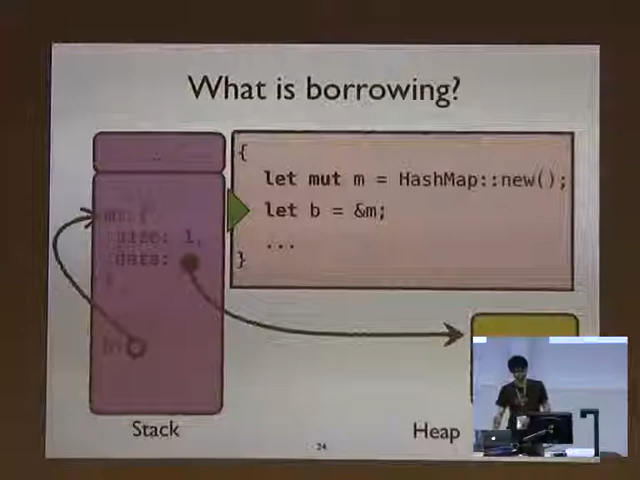 What is borrowing?
{
let mut m = HashMap::new();
let b = &m;
...
}
m: {
size: 1,
data:
}
b:
Stack
Heap
24